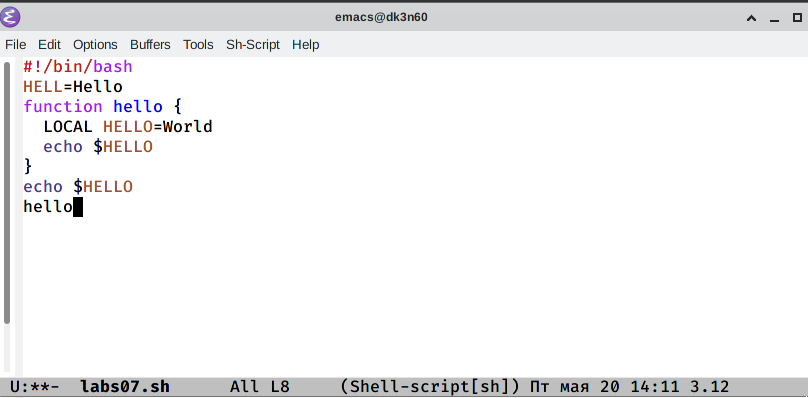 emacs@dk3n60
File Edit Options Buffers Tools Sh-Script Help
#!/bin/bash
HELL=Hello
function hello {
  LOCAL HELLO=World
  echo $HELLO
}
echo $HELLO
hello
U:**-  labs07.sh      All L8     (Shell-script[sh]) Пт мая 20 14:11 3.12